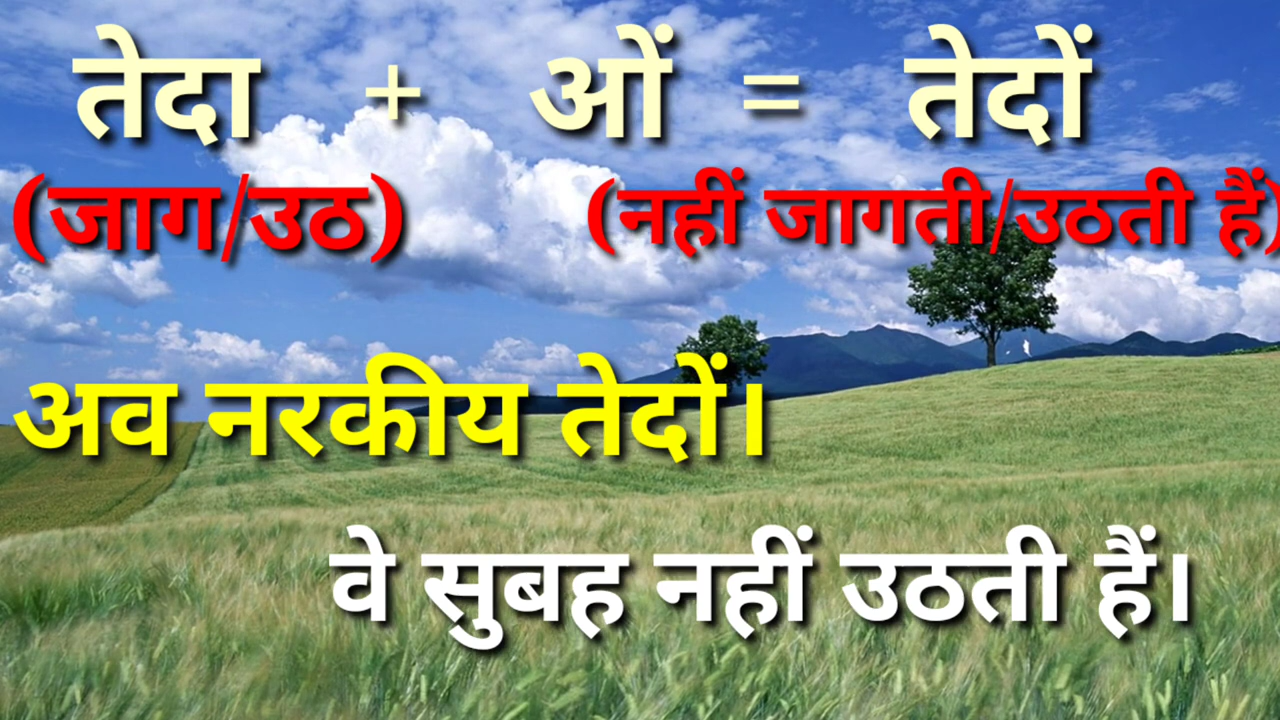 तेदा + ओं = तेदों
(जाग/उठ) (नहीं जागती/उठती हैं)
अव नरकीय तेदों।
वे सुबह नहीं उठती हैं।